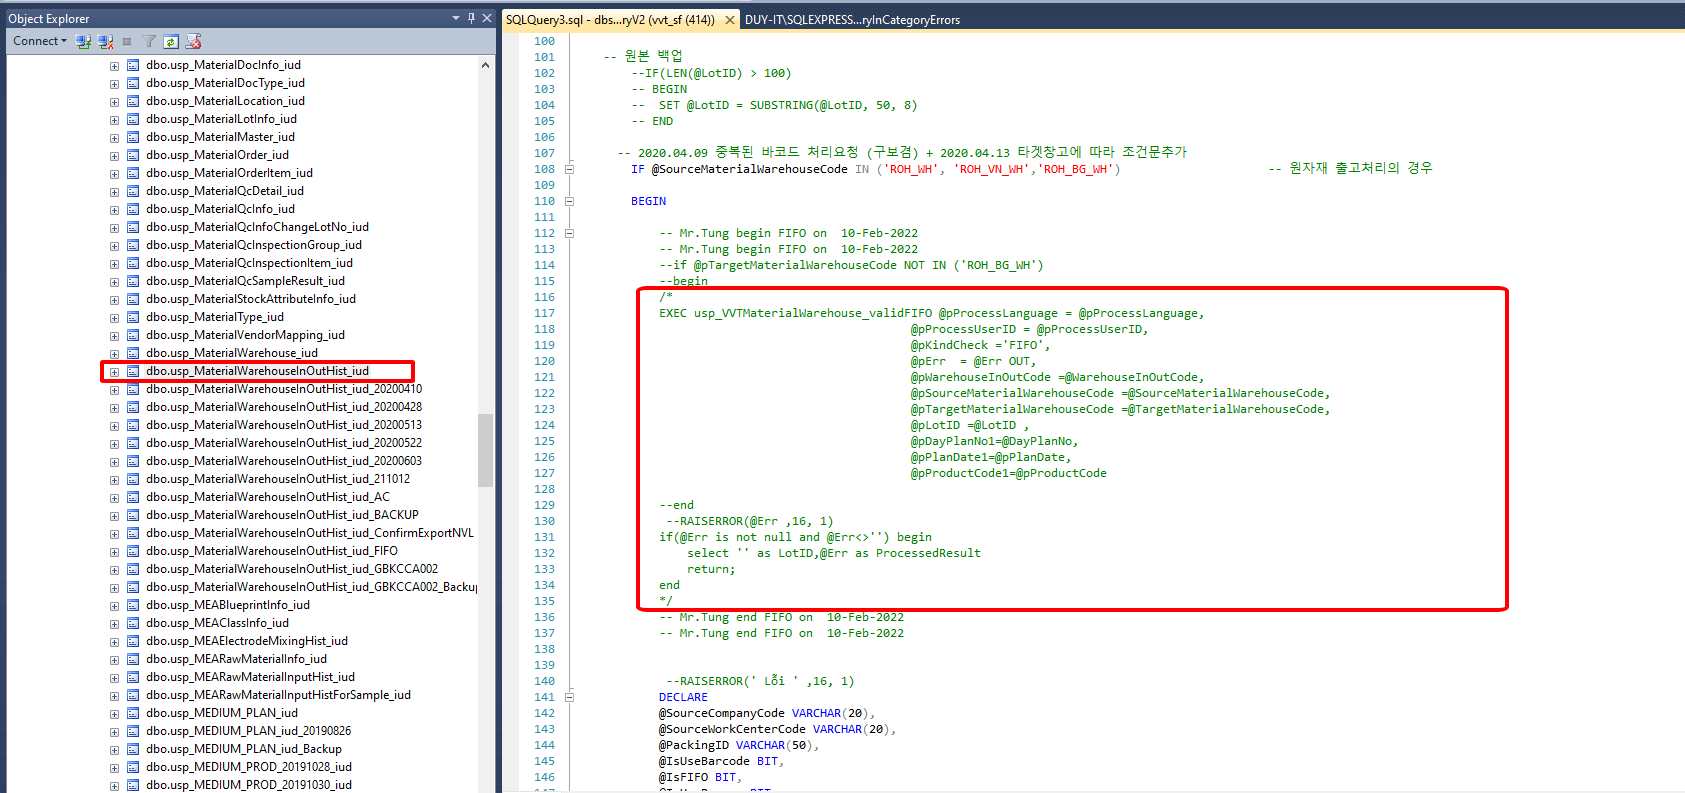 Object Explorer
Connect
dbo.usp_MaterialDocInfo_iud
dbo.usp_MaterialDocType_iud
dbo.usp_MaterialLocation_iud
dbo.usp_MaterialLotInfo_iud
dbo.usp_MaterialMaster_iud
dbo.usp_MaterialOrder_iud
dbo.usp_MaterialOrderItem_iud
dbo.usp_MaterialQcDetail_iud
dbo.usp_MaterialQcInfo_iud
dbo.usp_MaterialQcInfoChangeLotNo_iud
dbo.usp_MaterialQcInspectionGroup_iud
dbo.usp_MaterialQcInspectionItem_iud
dbo.usp_MaterialQcSampleResult_iud
dbo.usp_MaterialStockAttributeInfo_iud
dbo.usp_MaterialType_iud
dbo.usp_MaterialVendorMapping_iud
dbo.usp_MaterialWarehouse_iud
dbo.usp_MaterialWarehouseInOutHist_iud
dbo.usp_MaterialWarehouseInOutHist_iud_20200410
dbo.usp_MaterialWarehouseInOutHist_iud_20200428
dbo.usp_MaterialWarehouseInOutHist_iud_20200513
dbo.usp_MaterialWarehouseInOutHist_iud_20200522
dbo.usp_MaterialWarehouseInOutHist_iud_20200603
dbo.usp_MaterialWarehouseInOutHist_iud_211012
dbo.usp_MaterialWarehouseInOutHist_iud_AC
dbo.usp_MaterialWarehouseInOutHist_iud_BACKUP
dbo.usp_MaterialWarehouseInOutHist_iud_ConfirmExportNVL
dbo.usp_MaterialWarehouseInOutHist_iud_FIFO
dbo.usp_MaterialWarehouseInOutHist_iud_GBKCCA002
dbo.usp_MaterialWarehouseInOutHist_iud_GBKCCA002_Backu
dbo.usp_MEABlueprintInfo_iud
dbo.usp_MEAClassInfo_iud
dbo.usp_MEAElectrodeMixingHist_iud
dbo.usp_MEARawMaterialInfo_iud
dbo.usp_MEARawMaterialInputHist_iud
dbo.usp_MEARawMaterialInputHistForSample_iud
dbo.usp_MEDIUM_PLAN_iud
dbo.usp_MEDIUM_PLAN_iud_20190826
dbo.usp_MEDIUM_PLAN_iud_Backup
dbo.usp_MEDIUM_PROD_20191028_iud
dbo.usp_MEDIUM_PROD_20191030_iud
SQLQuery3.sql - dbs...ryV2 (vvt_sf (414)) DUY-IT\SQLEXPRESS...ryInCategoryErrors
100
101 -- 원본 백업
102 --IF(LEN(@LotID) > 100)
103 -- BEGIN
104 -- SET @LotID = SUBSTRING(@LotID, 50, 8)
105 -- END
106
107 -- 2020.04.09 중복된 바코드 처리요청 (구보겸) + 2020.04.13 타겟창고에 따라 조건문추가
108 IF @SourceMaterialWarehouseCode IN ('ROH_WH', 'ROH_VN_WH','ROH_BG_WH') -- 원자재 출고처리의 경우
109
110 BEGIN
111
112 -- Mr.Tung begin FIFO on 10-Feb-2022
113 -- Mr.Tung begin FIFO on 10-Feb-2022
114 --if @pTargetMaterialWarehouseCode NOT IN ('ROH_BG_WH')
115 --begin
116 /*
117 EXEC usp_VVTMaterialWarehouse_validFIFO @pProcessLanguage = @pProcessLanguage,
118 @pProcessUserID = @pProcessUserID,
119 @pKindCheck ='FIFO',
120 @pErr = @Err OUT,
121 @pWarehouseInOutCode =@WarehouseInOutCode,
122 @pSourceMaterialWarehouseCode =@SourceMaterialWarehouseCode,
123 @pTargetMaterialWarehouseCode =@TargetMaterialWarehouseCode,
124 @pLotID =@LotID ,
125 @pDayPlanNo1=@DayPlanNo,
126 @pPlanDate1=@pPlanDate,
127 @pProductCode1=@pProductCode
128
129 --end
130 --RAISERROR(@Err ,16, 1)
131 if(@Err is not null and @Err<>'') begin
132 select '' as LotID,@Err as ProcessedResult
133 return;
134 end
135 */
136 -- Mr.Tung end FIFO on 10-Feb-2022
137 -- Mr.Tung end FIFO on 10-Feb-2022
138
139
140 --RAISERROR(' Lỗi ' ,16, 1)
141 DECLARE
142 @SourceCompanyCode VARCHAR(20),
143 @SourceWorkCenterCode VARCHAR(20),
144 @PackingID VARCHAR(50),
145 @IsUseBarcode BIT,
146 @IsFIFO BIT,